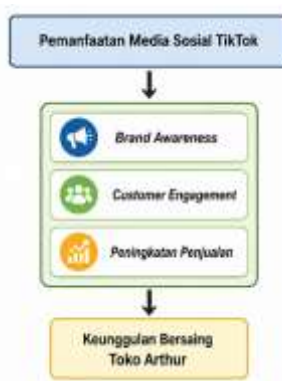 Pemanfaatan Media Sosial TikTok
Brand Awareness
Customer Engagement
Peningkatan Penjualan
Keunggulan Bersaing
Toko Arthur